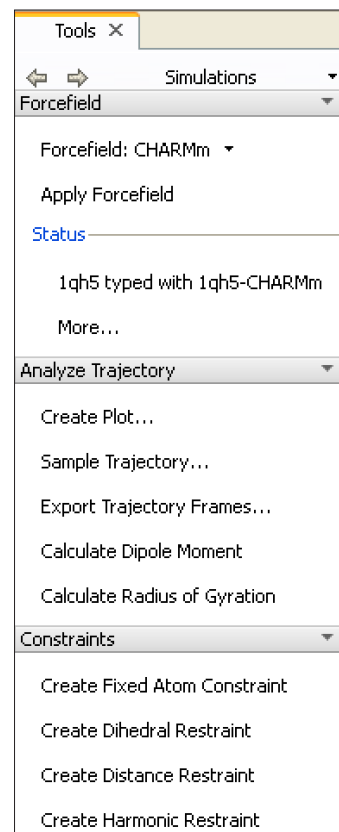 Tools
Simulations
Forcefield
Forcefield: CHARMm
Apply Forcefield
Status
1qh5 typed with 1qh5-CHARMm
More...
Analyze Trajectory
Create Plot...
Sample Trajectory...
Export Trajectory Frames...
Calculate Dipole Moment
Calculate Radius of Gyration
Constraints
Create Fixed Atom Constraint
Create Dihedral Restraint
Create Distance Restraint
Create Harmonic Restraint